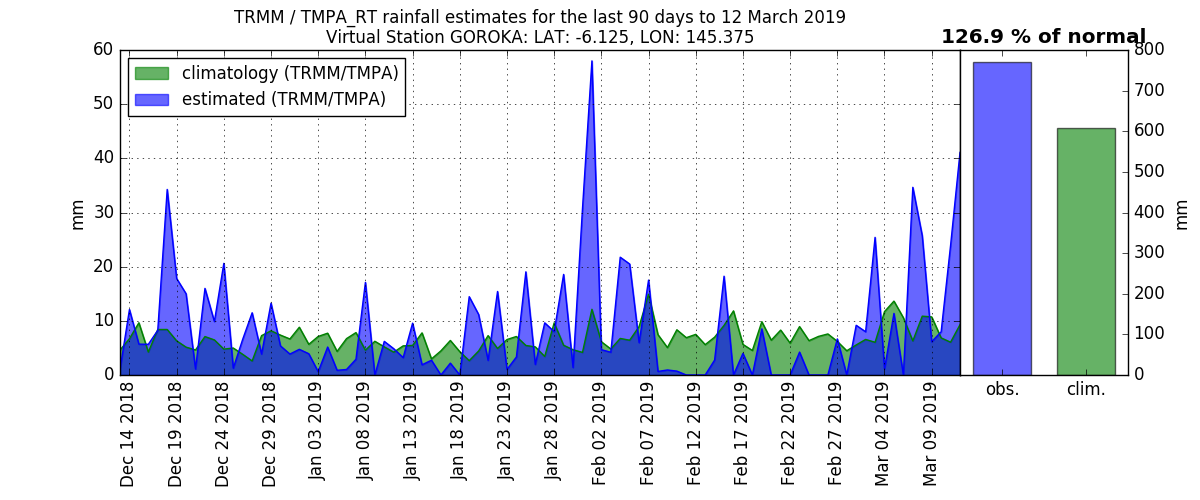 TRMM / TMPA_RT rainfall estimates for the last 90 days to 12 March 2019
Virtual Station GOROKA: LAT: -6.125, LON: 145.375
126.9 % of normal
climatology (TRMM/TMPA)
estimated (TRMM/TMPA)
60
50
40
30
20
10
0
mm
Dec 14 2018
Dec 19 2018
Dec 24 2018
Dec 29 2018
Jan 03 2019
Jan 08 2019
Jan 13 2019
Jan 18 2019
Jan 23 2019
Jan 28 2019
Feb 02 2019
Feb 07 2019
Feb 12 2019
Feb 17 2019
Feb 22 2019
Feb 27 2019
Mar 04 2019
Mar 09 2019
obs.
clim.
800
700
600
500
400
300
200
100
0
mm